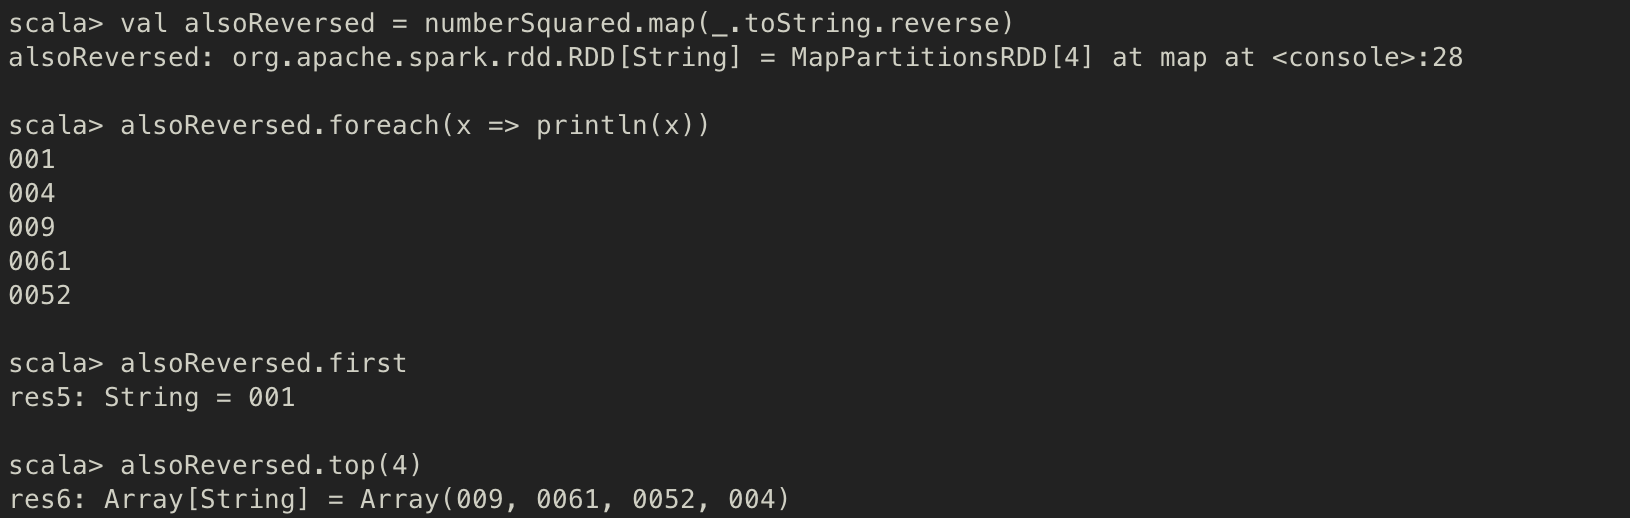 scala> val alsoReversed = numberSquared.map(_.toString.reverse)
alsoReversed: org.apache.spark.rdd.RDD[String] = MapPartitionsRDD[4] at map at <console>:28
scala> alsoReversed.foreach(x => println(x))
001
004
009
0061
0052
scala> alsoReversed.first
res5: String = 001
scala> alsoReversed.top(4)
res6: Array[String] = Array(009, 0061, 0052, 004)